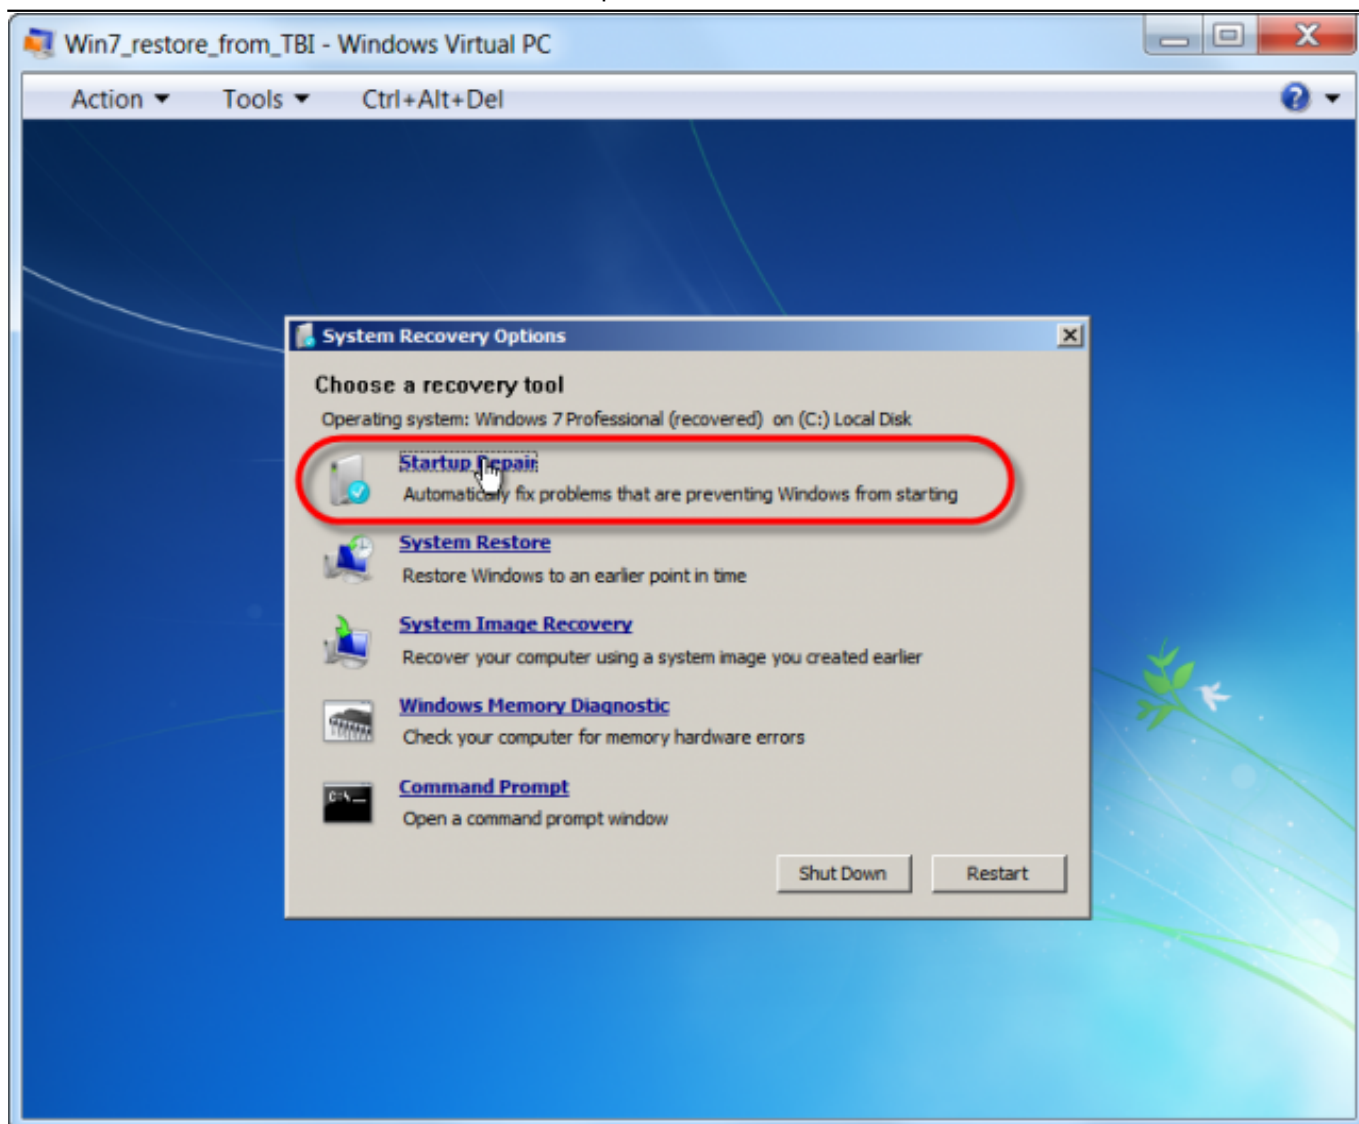 Win7_restore_from_TBI - Windows Virtual PC
Action Tools Ctrl+Alt+Del
System Recovery Options
Choose a recovery tool
Operating system: Windows 7 Professional (recovered) on (C:) Local Disk
Startup Repair
Automatically fix problems that are preventing Windows from starting
System Restore
Restore Windows to an earlier point in time
System Image Recovery
Recover your computer using a system image you created earlier
Windows Memory Diagnostic
Check your computer for memory hardware errors
Command Prompt
Open a command prompt window
Shut Down Restart